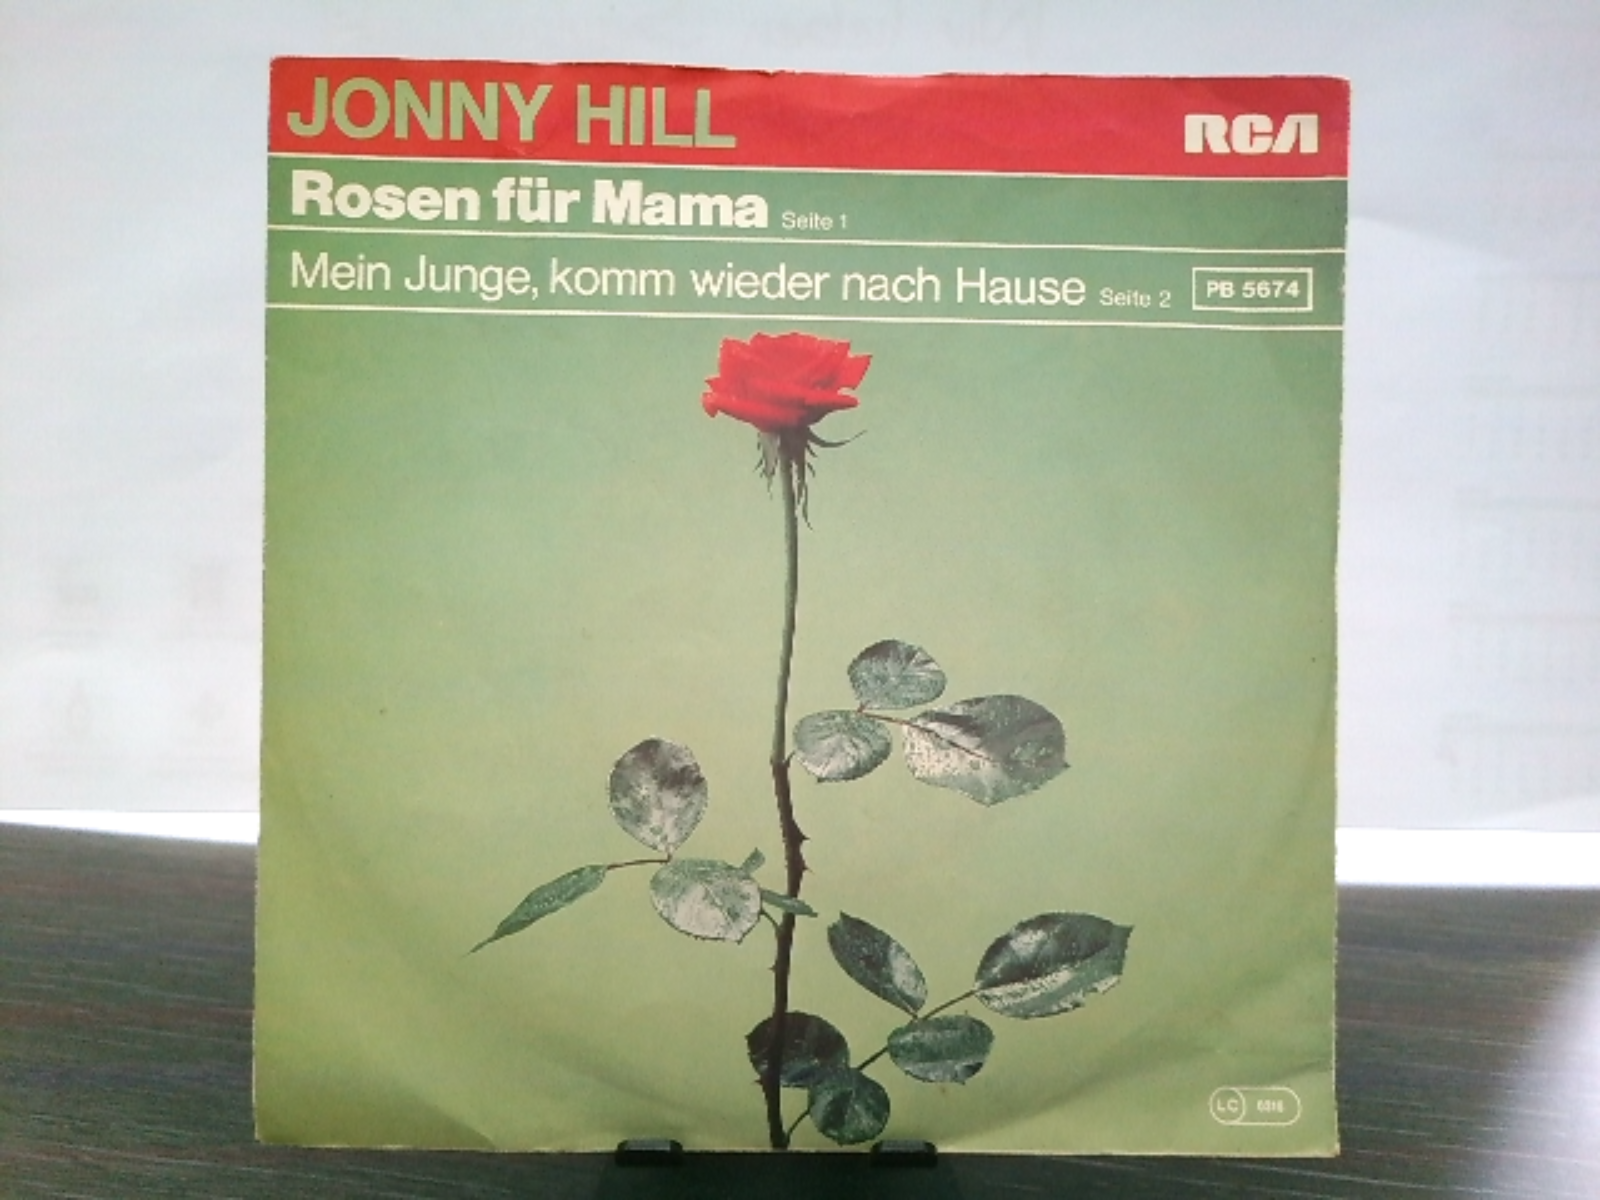 JONNY HILL
RCA
Rosen für Mama Seite 1
Mein Junge, komm wieder nach Hause Seite 2
PB 5674
LC